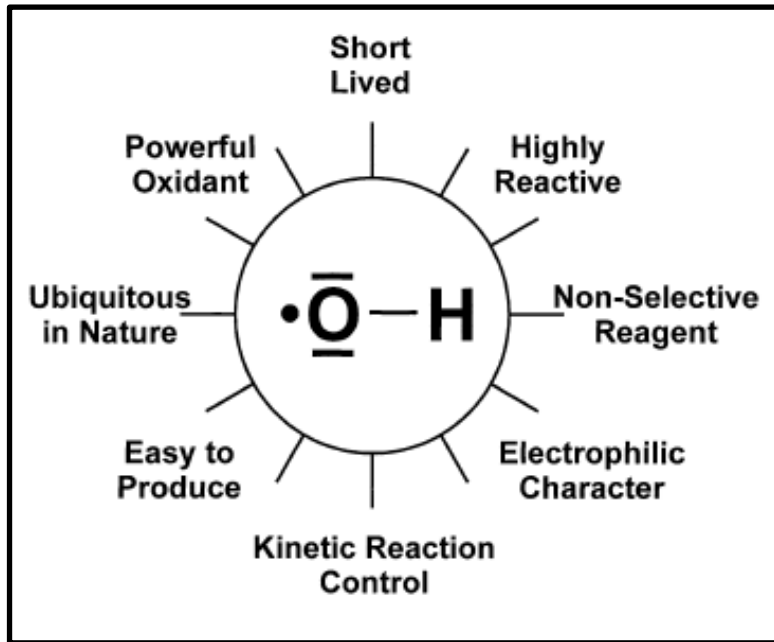 Short
Lived
Powerful
Oxidant
Highly
Reactive
Ubiquitous
in Nature
•O—H
Non-Selective
Reagent
Easy to
Produce
Electrophilic
Character
Kinetic Reaction
Control